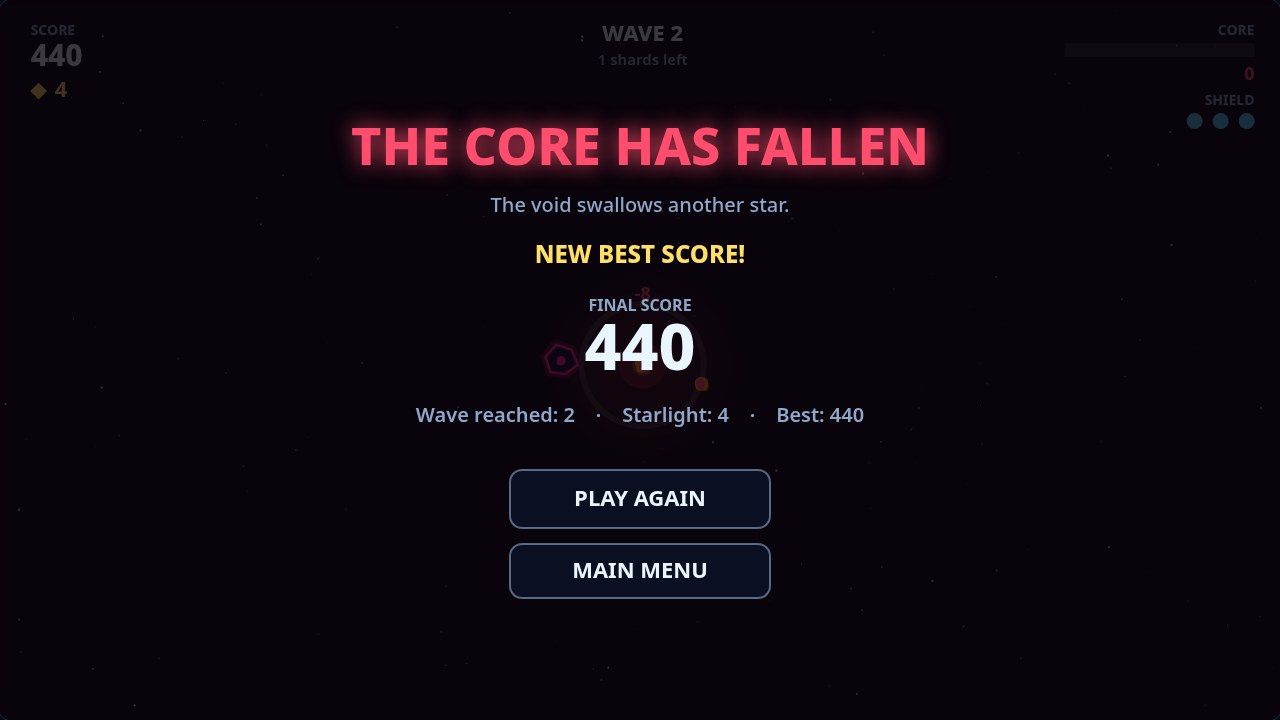 SCORE
440
◆ 4
WAVE 2
1 shards left
CORE
0
SHIELD
THE CORE HAS FALLEN
The void swallows another star.
NEW BEST SCORE!
-8
FINAL SCORE
440
Wave reached: 2 · Starlight: 4 · Best: 440
PLAY AGAIN
MAIN MENU